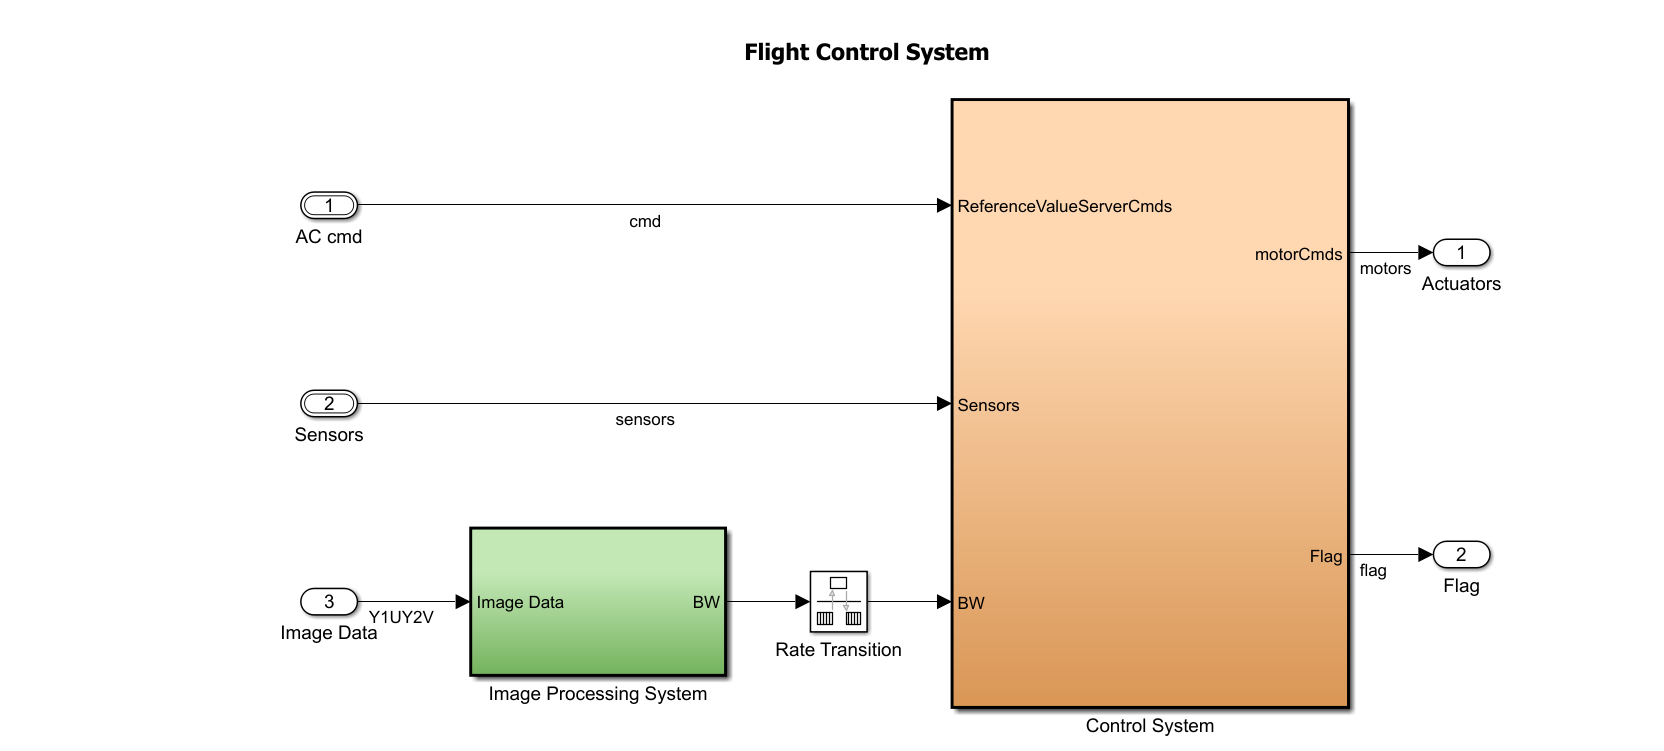 Flight Control System
1
AC cmd
cmd
ReferenceValueServerCmds
motorCmds
motors
1
Actuators
2
Sensors
sensors
Sensors
Flag
flag
2
Flag
3
Image Data
Y1UY2V
Image Data
BW
Image Processing System
Rate Transition
BW
Control System